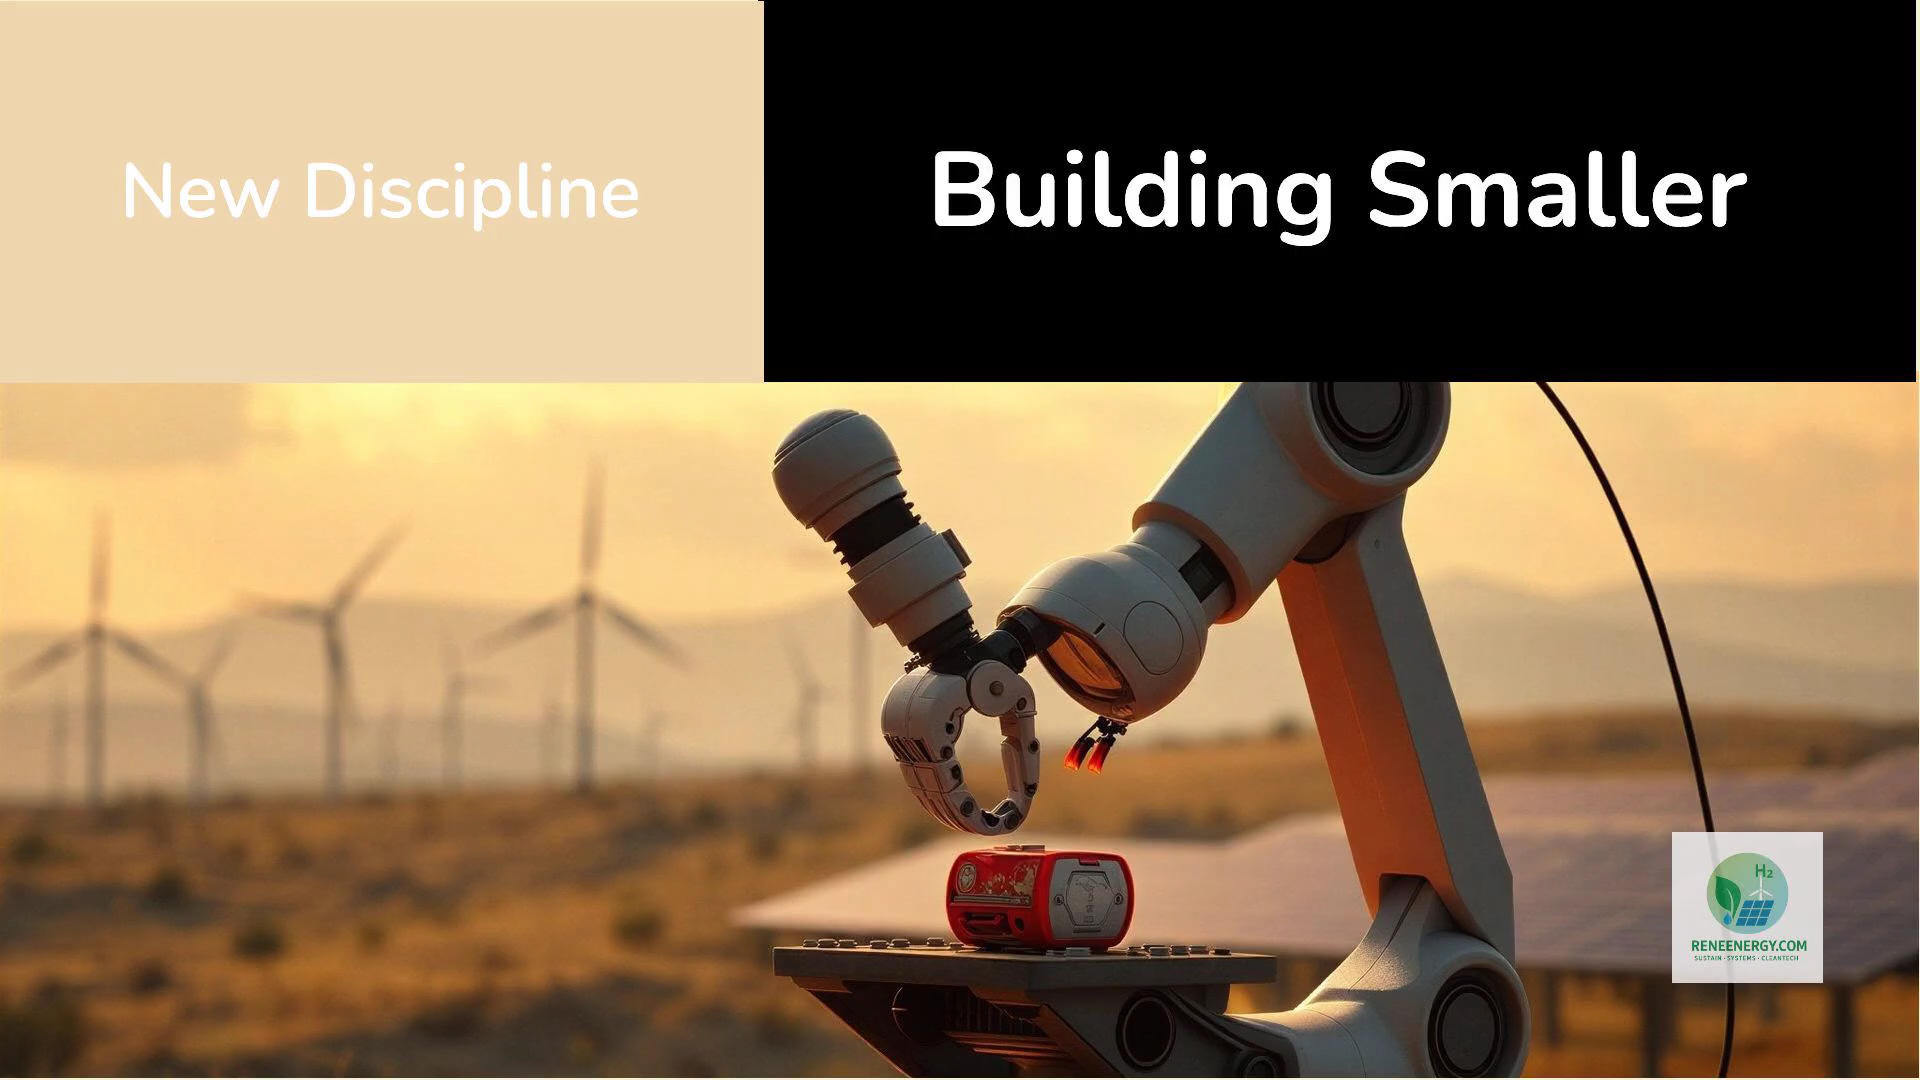 New Discipline
Building Smaller
H₂
RENEENERGY.COM
SUSTAIN · SYSTEMS · CLEANTECH